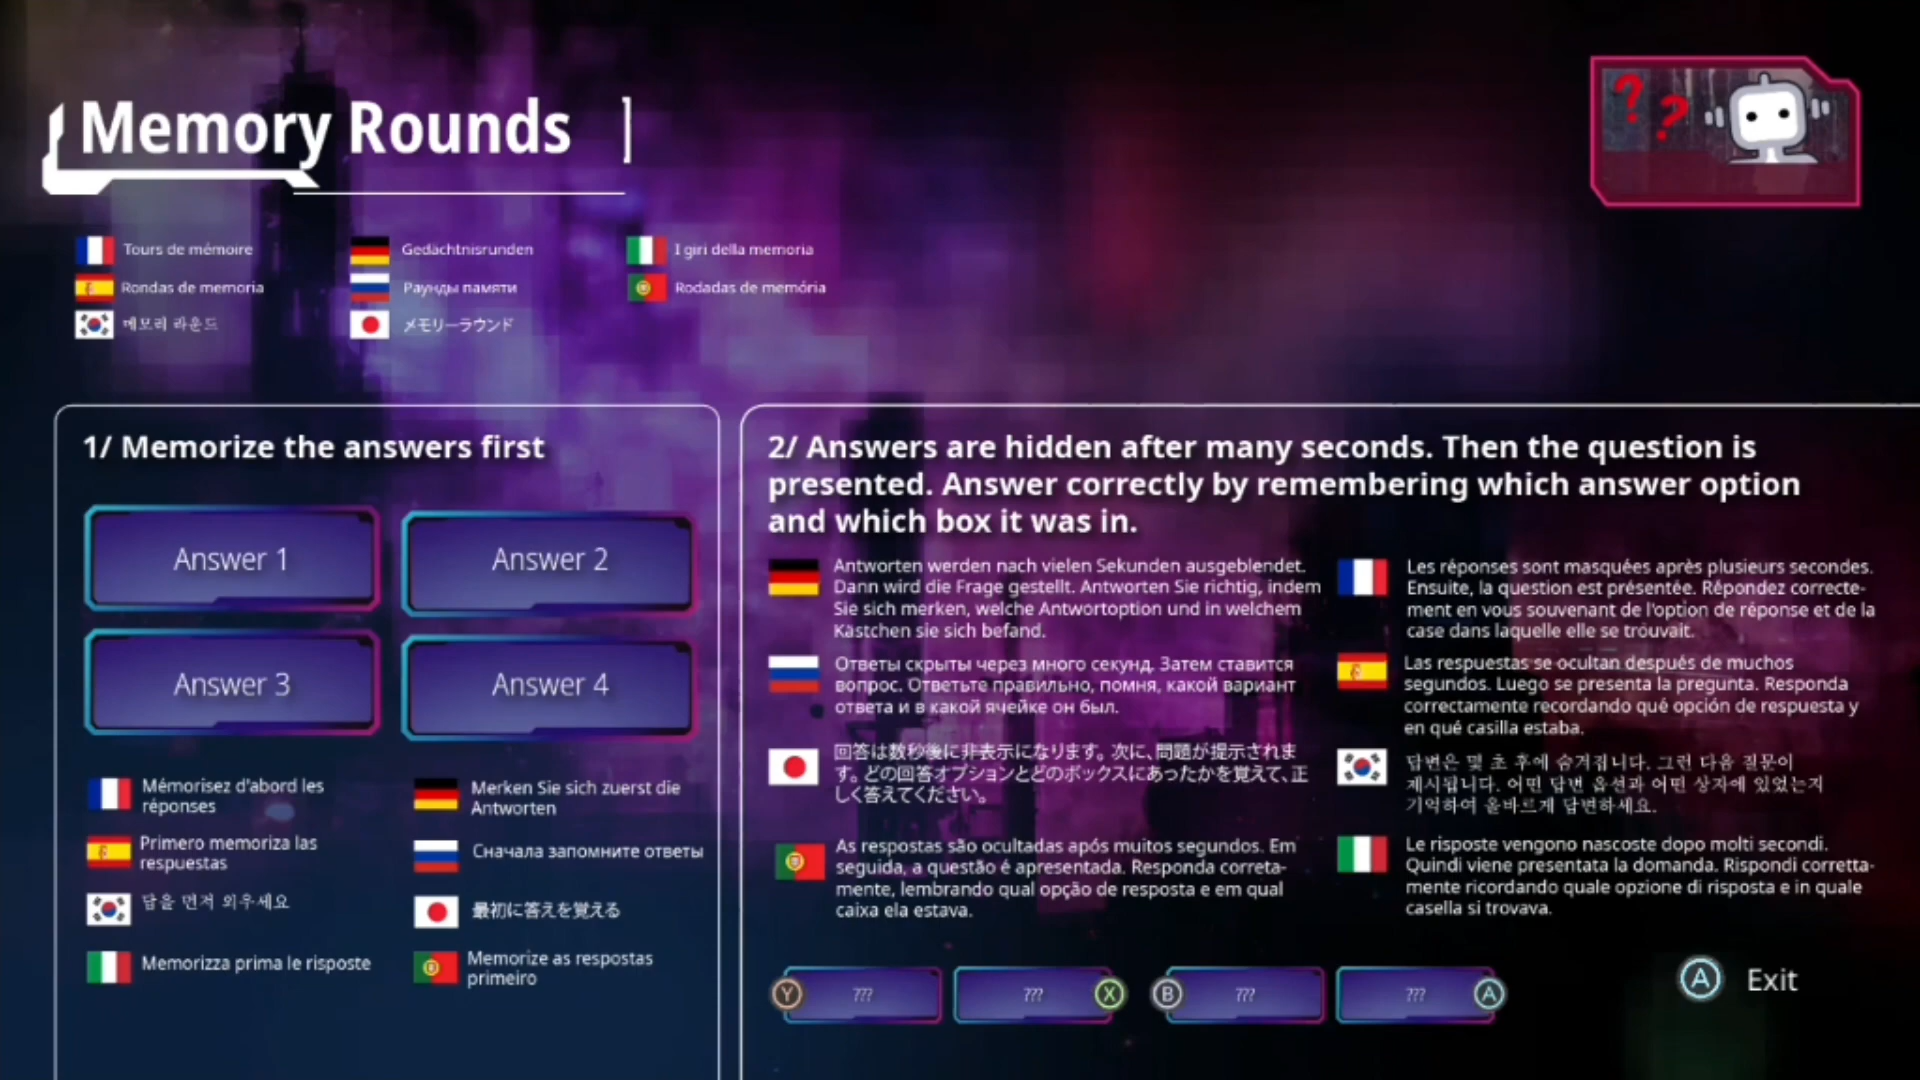 ? ?
Memory Rounds
Tours de mémoire
Gedächtnisrunden
I giri della memoria
Rondas de memoria
Раунды памяти
Rodadas de memória
메모리 라운드
メモリーラウンド
1/ Memorize the answers first
Answer 1
Answer 2
Answer 3
Answer 4
Mémorisez d'abord les
réponses
Merken Sie sich zuerst die
Antworten
Primero memoriza las
respuestas
Сначала запомните ответы
답을 먼저 외우세요
最初に答えを覚える
Memorizza prima le risposte
Memorize as respostas
primeiro
2/ Answers are hidden after many seconds. Then the question is
presented. Answer correctly by remembering which answer option
and which box it was in.
Antworten werden nach vielen Sekunden ausgeblendet.
Dann wird die Frage gestellt. Antworten Sie richtig, indem
Sie sich merken, welche Antwortoption und in welchem
Kästchen sie sich befand.
Les réponses sont masquées après plusieurs secondes.
Ensuite, la question est présentée. Répondez correcte-
ment en vous souvenant de l'option de réponse et de la
case dans laquelle elle se trouvait.
Ответы скрыты через много секунд. Затем ставится
вопрос. Ответьте правильно, помня, какой вариант
ответа и в какой ячейке он был.
Las respuestas se ocultan después de muchos
segundos. Luego se presenta la pregunta. Responda
correctamente recordando qué opción de respuesta y
en qué casilla estaba.
回答は数秒後に非表示になります。次に、問題が提示されま
す。どの回答オプションとどのボックスにあったかを覚えて、正
しく答えてください。
답변은 몇 초 후에 숨겨집니다. 그런 다음 질문이
제시됩니다. 어떤 답변 옵션과 어떤 상자에 있었는지
기억하여 올바르게 답변하세요.
As respostas são ocultadas após muitos segundos. Em
seguida, a questão é apresentada. Responda correta-
mente, lembrando qual opção de resposta e em qual
caixa ela estava.
Le risposte vengono nascoste dopo molti secondi.
Quindi viene presentata la domanda. Rispondi corretta-
mente ricordando quale opzione di risposta e in quale
casella si trovava.
Y ???
??? X
B ???
??? A
A Exit